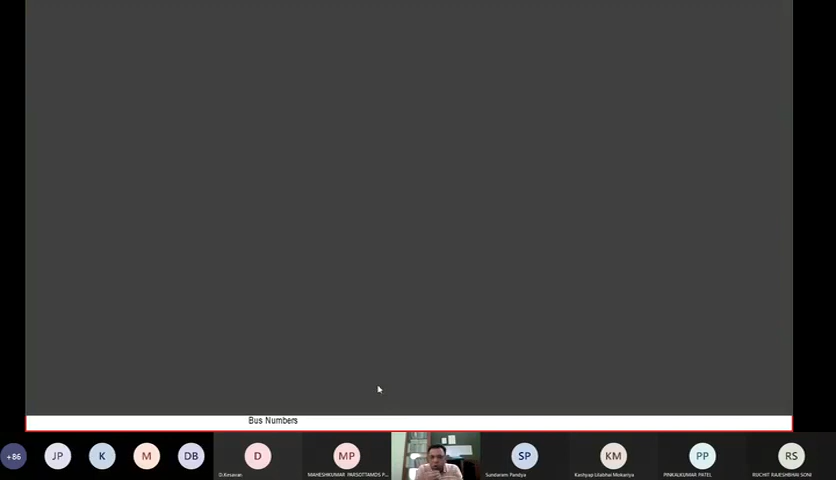 Bus Numbers
+86
JP
K
M
DB
D
MP
SP
KM
PP
RS
D.Kesavan
MAHESHKUMAR PARSOTTAMDS P...
Sundaram Pandya
Kashyap Lilabhai Mokariya
PINKALKUMAR PATEL
RUCHIT RAJESHBHAI SONI